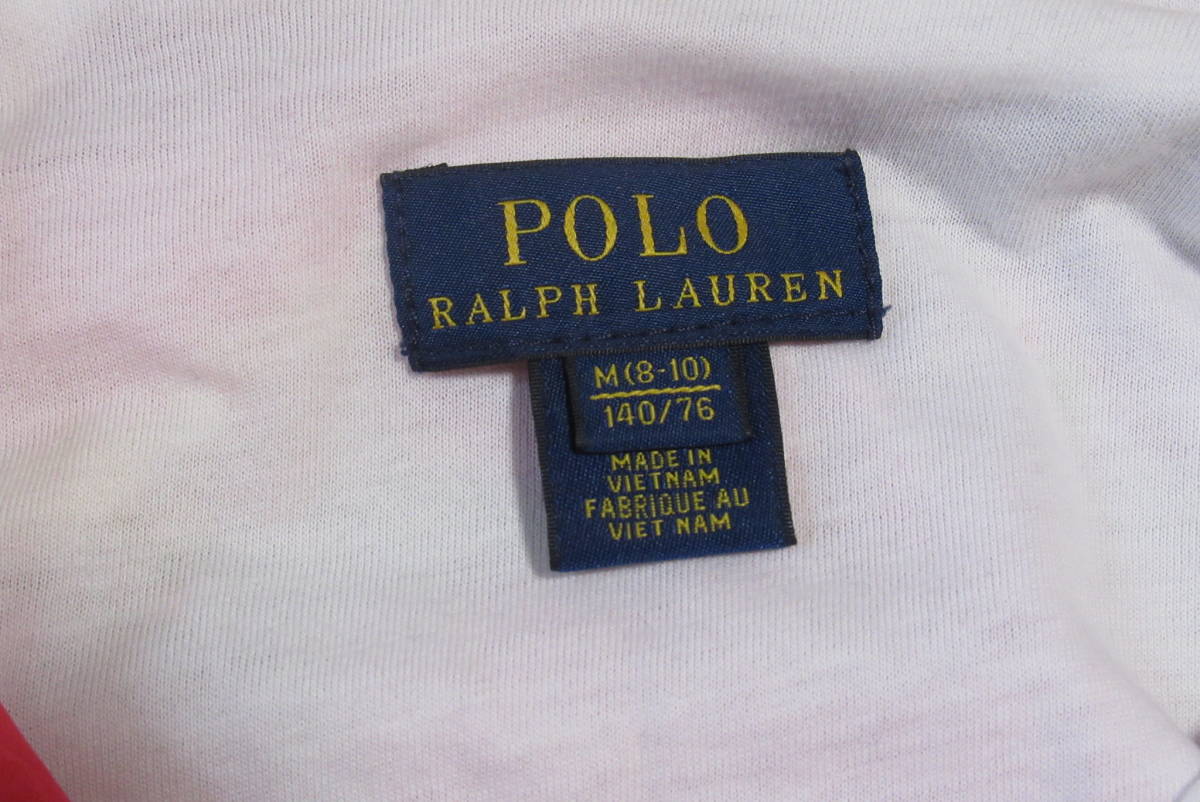 POLO
RALPH LAUREN
M (8-10)
140/76
MADE IN
VIETNAM
FABRIQUE AU
VIET NAM